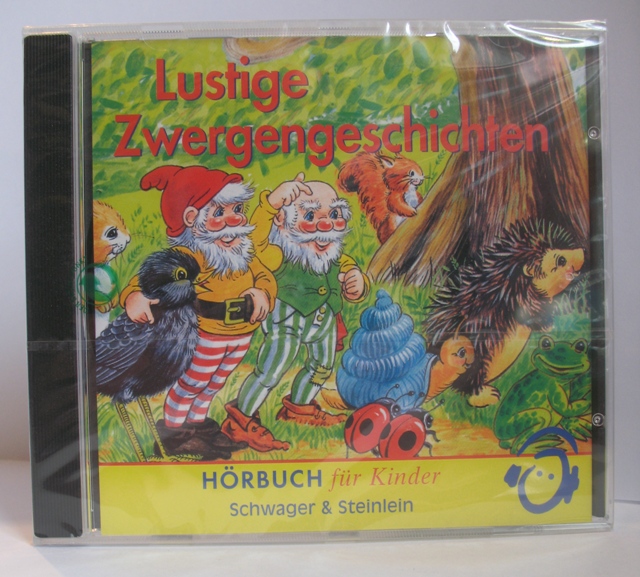 Lustige
Zwergengeschichten
HÖRBUCH für Kinder
Schwager & Steinlein